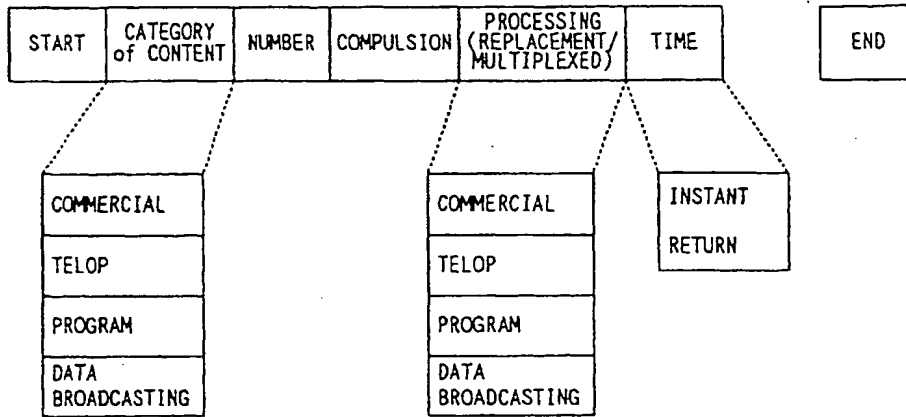 START
CATEGORY
of CONTENT
NUMBER
COMPULSION
PROCESSING
(REPLACEMENT/
MULTIPLEXED)
TIME
END
COMMERCIAL
TELOP
PROGRAM
DATA
BROADCASTING
COMMERCIAL
TELOP
PROGRAM
DATA
BROADCASTING
INSTANT
RETURN